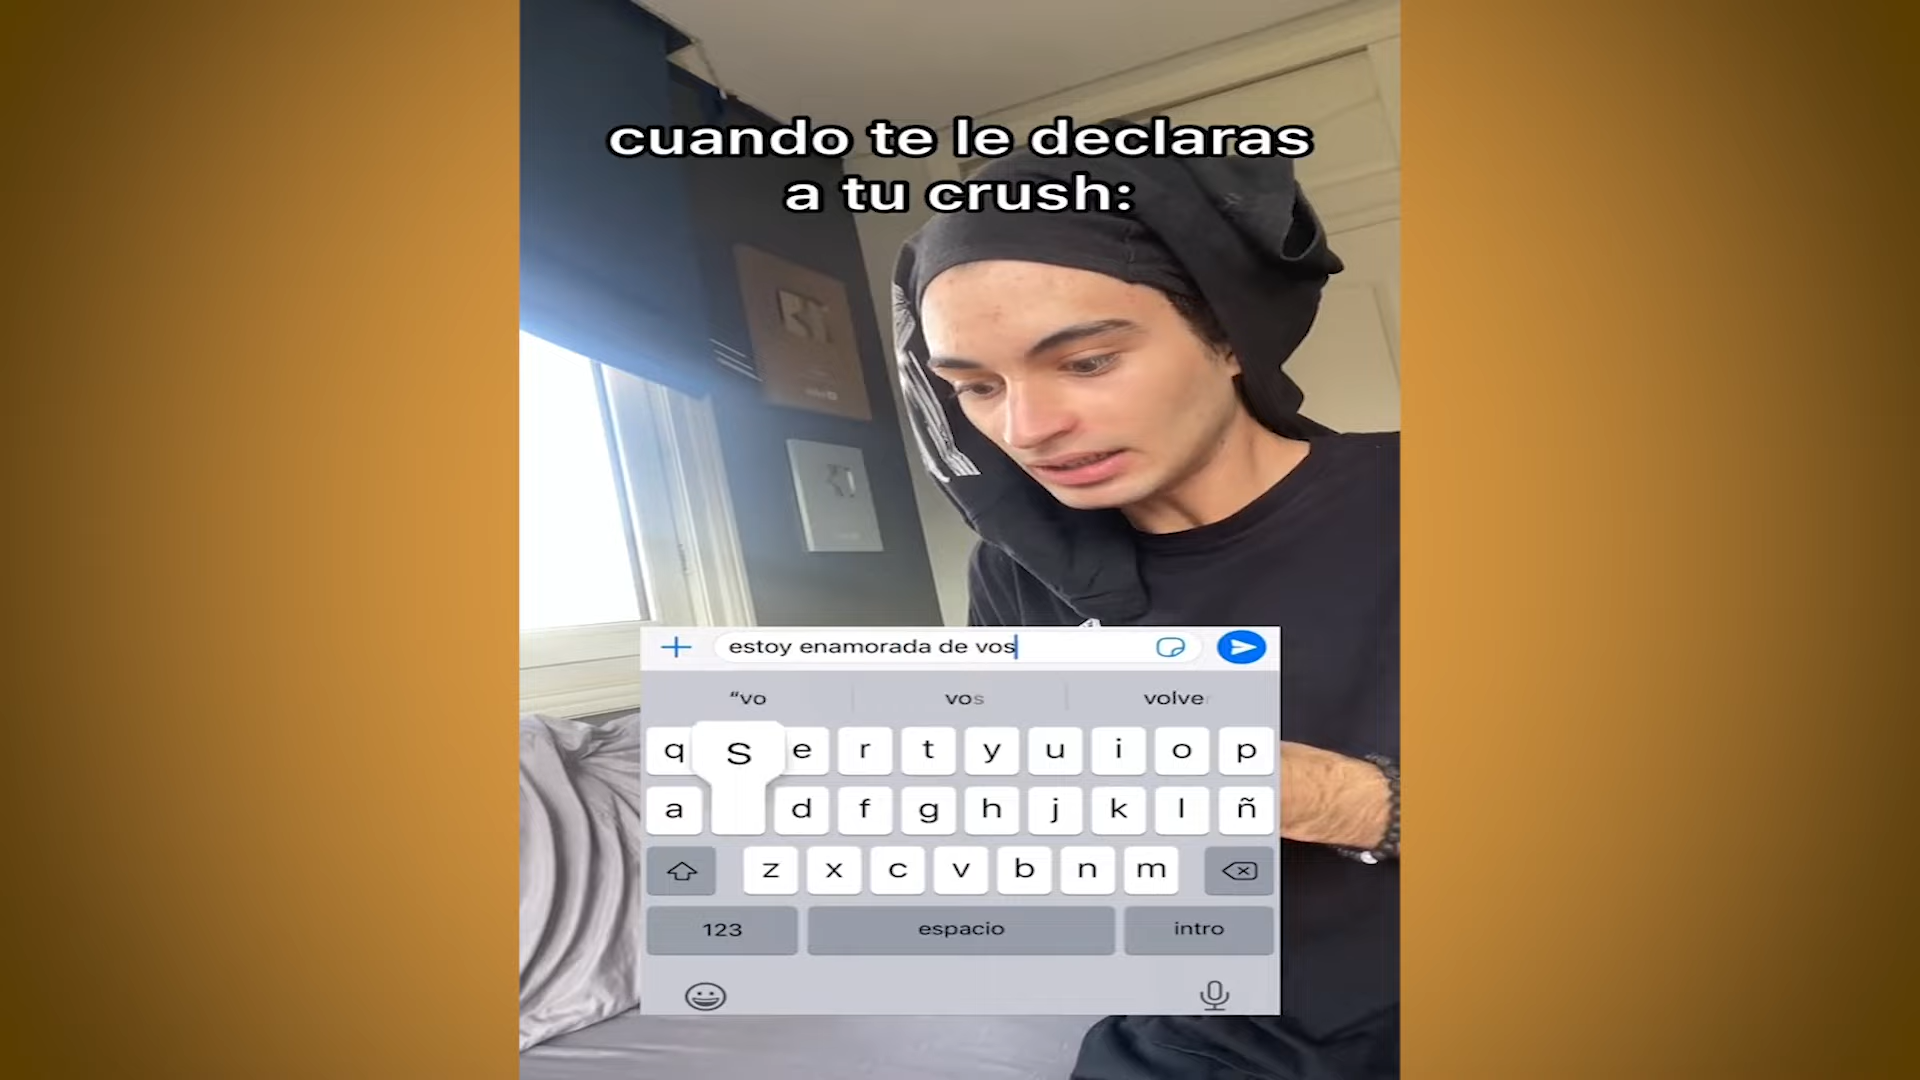 cuando te le declaras
a tu crush:
estoy enamorada de vos
“vo
vos
volver
q
S
e
r
t
y
u
i
o
p
a
d
f
g
h
j
k
l
ñ
z
x
c
v
b
n
m
123
espacio
intro